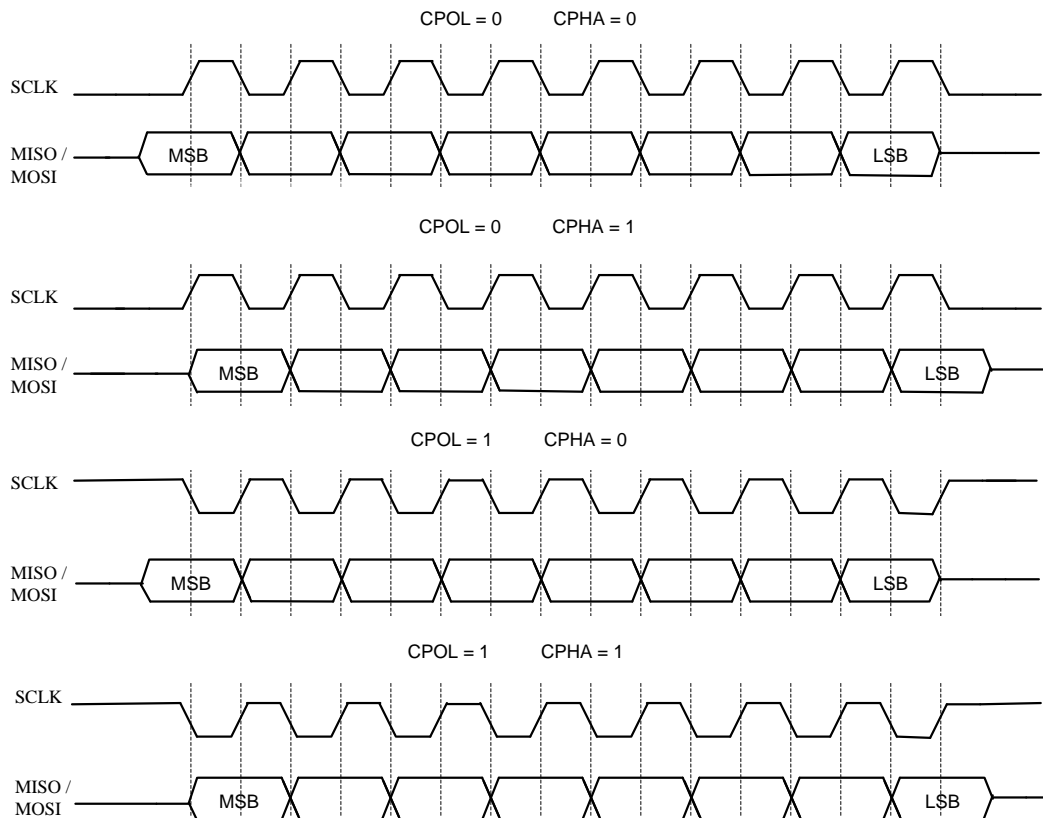 CPOL = 0 CPHA = 0
SCLK
MISO /
MOSI
MSB
LSB
CPOL = 0 CPHA = 1
SCLK
MISO /
MOSI
MSB
LSB
CPOL = 1 CPHA = 0
SCLK
MISO /
MOSI
MSB
LSB
CPOL = 1 CPHA = 1
SCLK
MISO /
MOSI
MSB
LSB